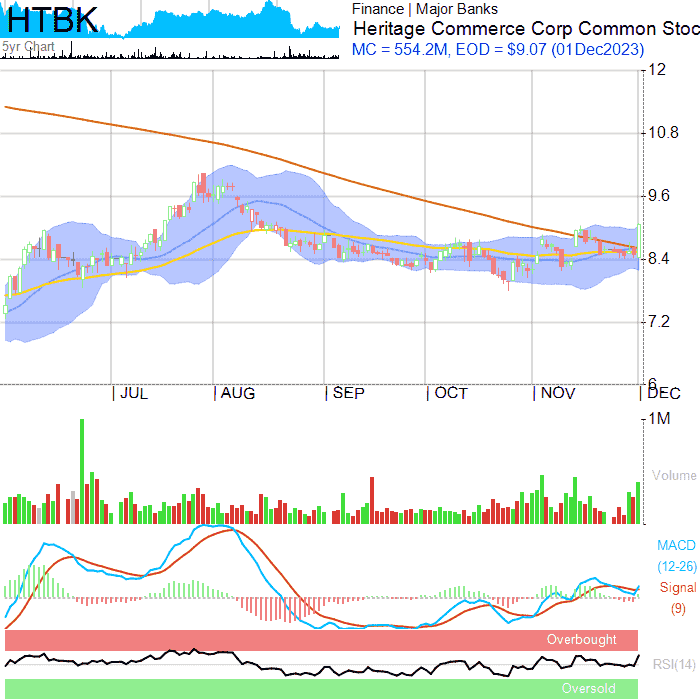 HTBK
5yr Chart
Finance | Major Banks
Heritage Commerce Corp Common Stoc
MC = 554.2M, EOD = $9.07 (01Dec2023)
12
10.8
9.6
8.4
7.2
6
JUL AUG SEP OCT NOV DEC
1M
Volume
MACD
(12-26)
Signal
(9)
Overbought
RSI(14)
Oversold